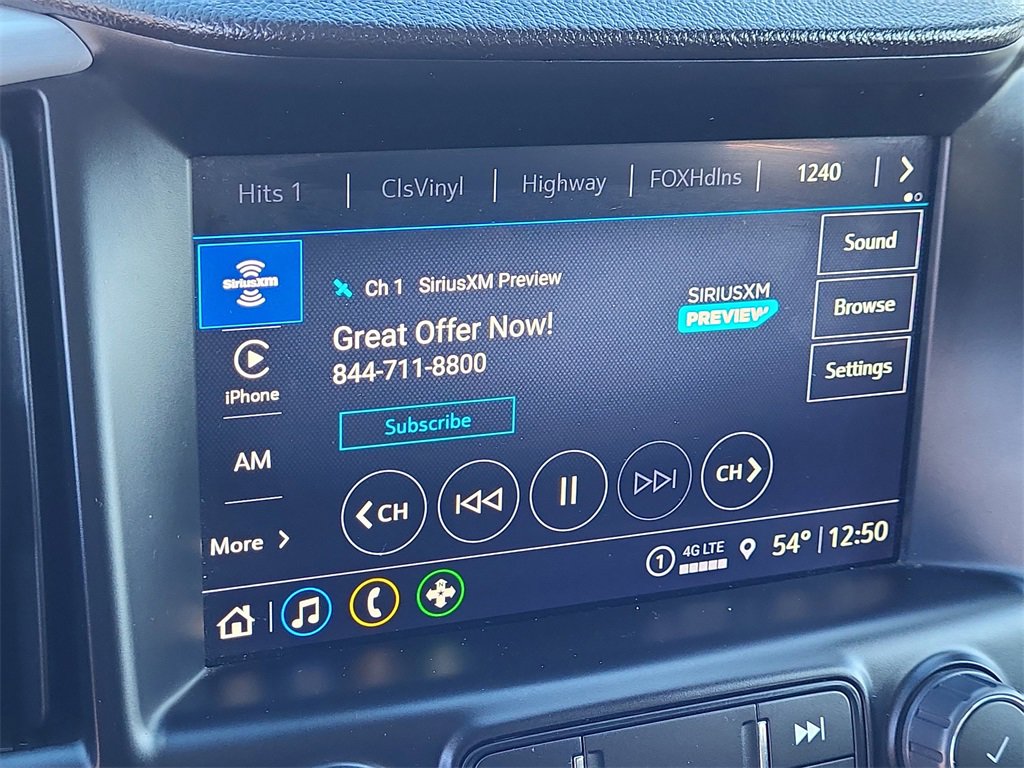 Hits 1 | ClsVinyl | Highway | FOXHdlns | 1240 |
siriusxm
Ch 1 SiriusXM Preview
Great Offer Now!
844-711-8800
Subscribe
SIRIUSXM
PREVIEW
Sound
Browse
Settings
iPhone
AM
More
CH
CH
1 4G LTE 54° | 12:50
N